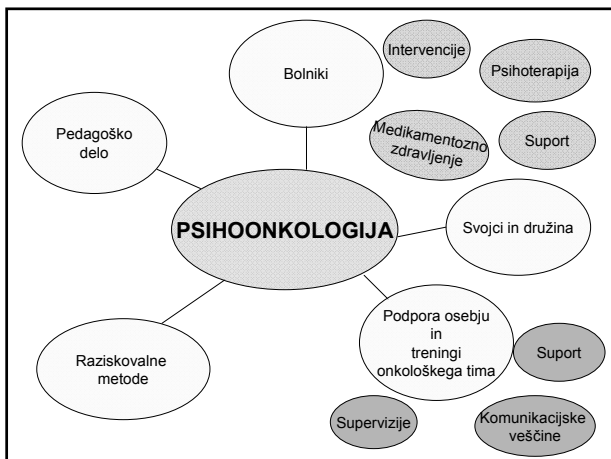 Bolniki
Intervencije
Psihoterapija
Pedagoško
delo
Medikamentozno
zdravljenje
Suport
PSIHOONKOLOGIJA
Svojci in družina
Podpora osebju
in
treningi
onkološkega tima
Raziskovalne
metode
Suport
Supervizije
Komunikacijske
veščine